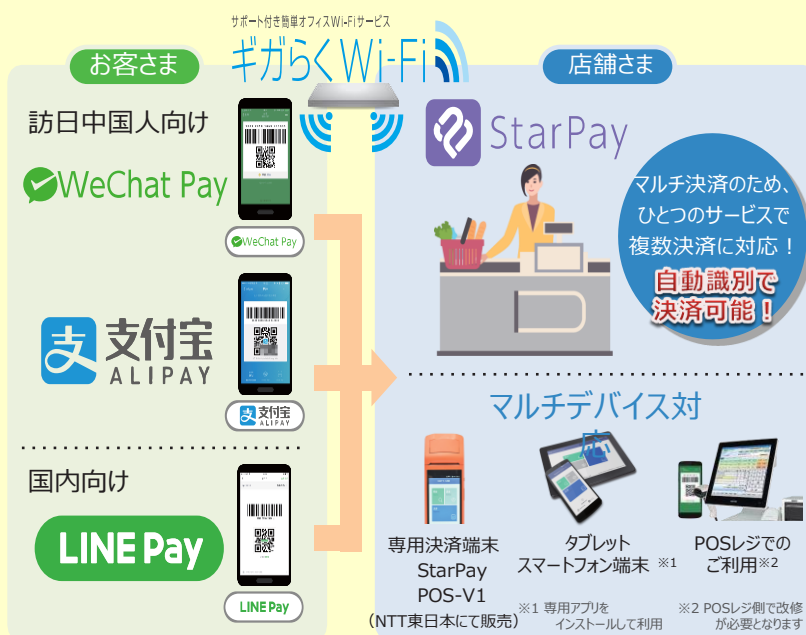 サポート付き簡単オフィスWi-Fiサービス
ギガらくWi-Fi
お客さま
訪日中国人向け
WeChat Pay
WeChat Pay
支付宝
ALIPAY
支付宝
ALIPAY
国内向け
LINE Pay
LINE Pay
店舗さま
StarPay
マルチ決済のため、
ひとつのサービスで
複数決済に対応！
自動識別で
決済可能！
マルチデバイス対
応
専用決済端末
StarPay
POS-V1
（NTT東日本にて販売）
タブレット
スマートフォン端末 ※1
※1 専用アプリを
インストールして利用
POSレジでの
ご利用※2
※2 POSレジ側で改修
が必要となります